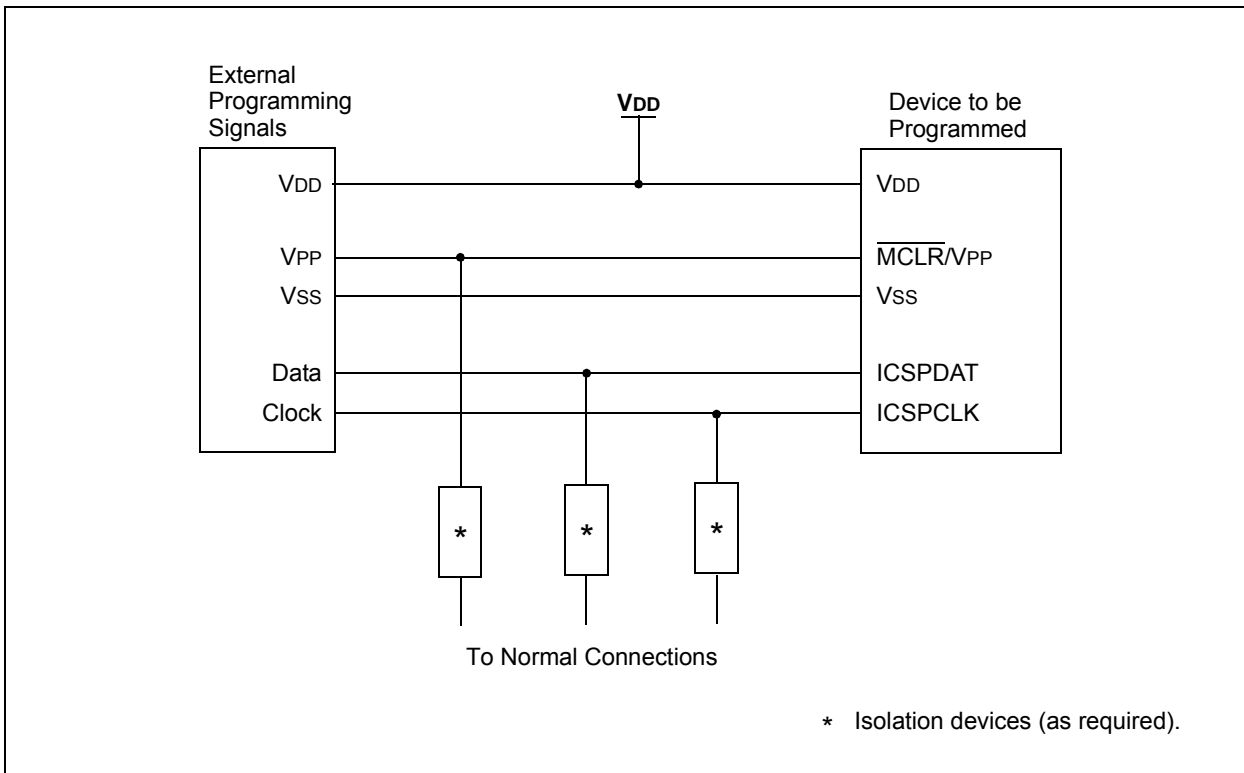 External
Programming
Signals
VDD
Device to be
Programmed
VDD
VDD
VPP
MCLR/VPP
VSS
VSS
Data
ICSPDAT
Clock
ICSPCLK
*
*
*
To Normal Connections
* Isolation devices (as required).